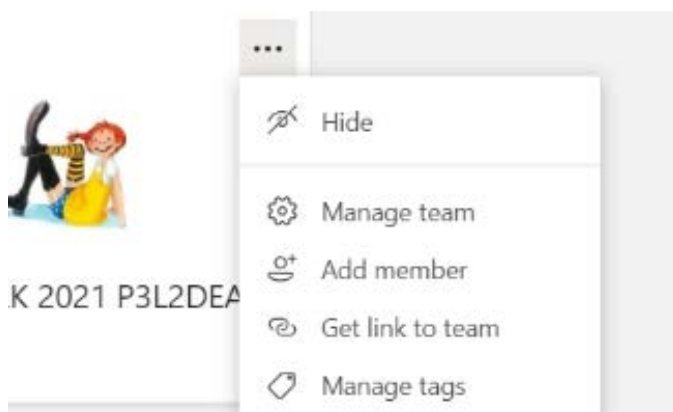 Hide
Manage team
Add member
.K 2021 P3L2DEA
Get link to team
Manage tags